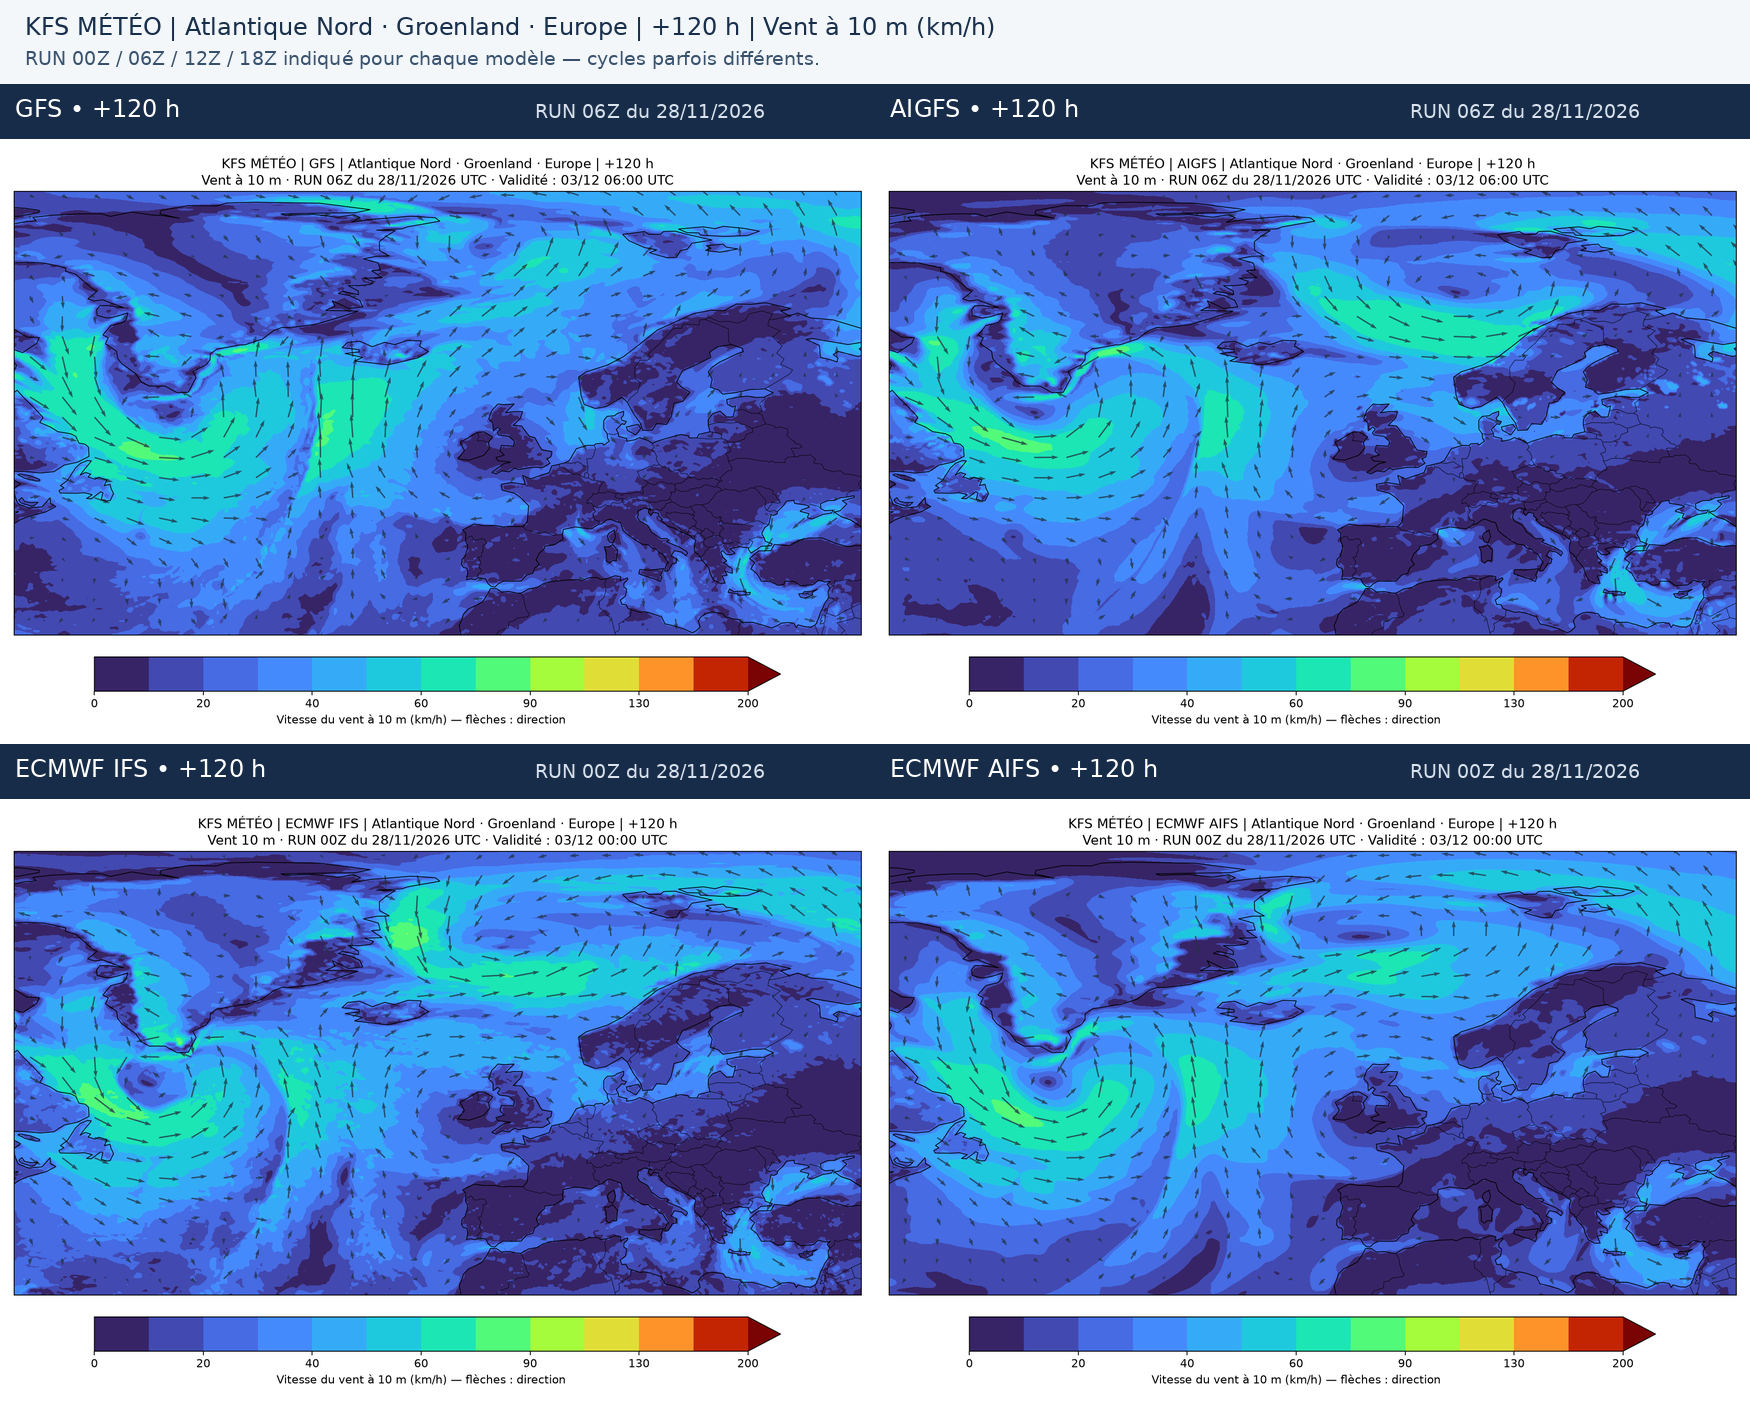 KFS MÉTÉO | Atlantique Nord · Groenland · Europe | +120 h | Vent à 10 m (km/h)
RUN 00Z / 06Z / 12Z / 18Z indiqué pour chaque modèle — cycles parfois différents.
GFS • +120 h
RUN 06Z du 28/11/2026
KFS MÉTÉO | GFS | Atlantique Nord · Groenland · Europe | +120 h
Vent à 10 m · RUN 06Z du 28/11/2026 UTC · Validité : 03/12 06:00 UTC
0 20 40 60 90 130 200
Vitesse du vent à 10 m (km/h) — flèches : direction
AIGFS • +120 h
RUN 06Z du 28/11/2026
KFS MÉTÉO | AIGFS | Atlantique Nord · Groenland · Europe | +120 h
Vent à 10 m · RUN 06Z du 28/11/2026 UTC · Validité : 03/12 06:00 UTC
0 20 40 60 90 130 200
Vitesse du vent à 10 m (km/h) — flèches : direction
ECMWF IFS • +120 h
RUN 00Z du 28/11/2026
KFS MÉTÉO | ECMWF IFS | Atlantique Nord · Groenland · Europe | +120 h
Vent 10 m · RUN 00Z du 28/11/2026 UTC · Validité : 03/12 00:00 UTC
0 20 40 60 90 130 200
Vitesse du vent à 10 m (km/h) — flèches : direction
ECMWF AIFS • +120 h
RUN 00Z du 28/11/2026
KFS MÉTÉO | ECMWF AIFS | Atlantique Nord · Groenland · Europe | +120 h
Vent 10 m · RUN 00Z du 28/11/2026 UTC · Validité : 03/12 00:00 UTC
0 20 40 60 90 130 200
Vitesse du vent à 10 m (km/h) — flèches : direction